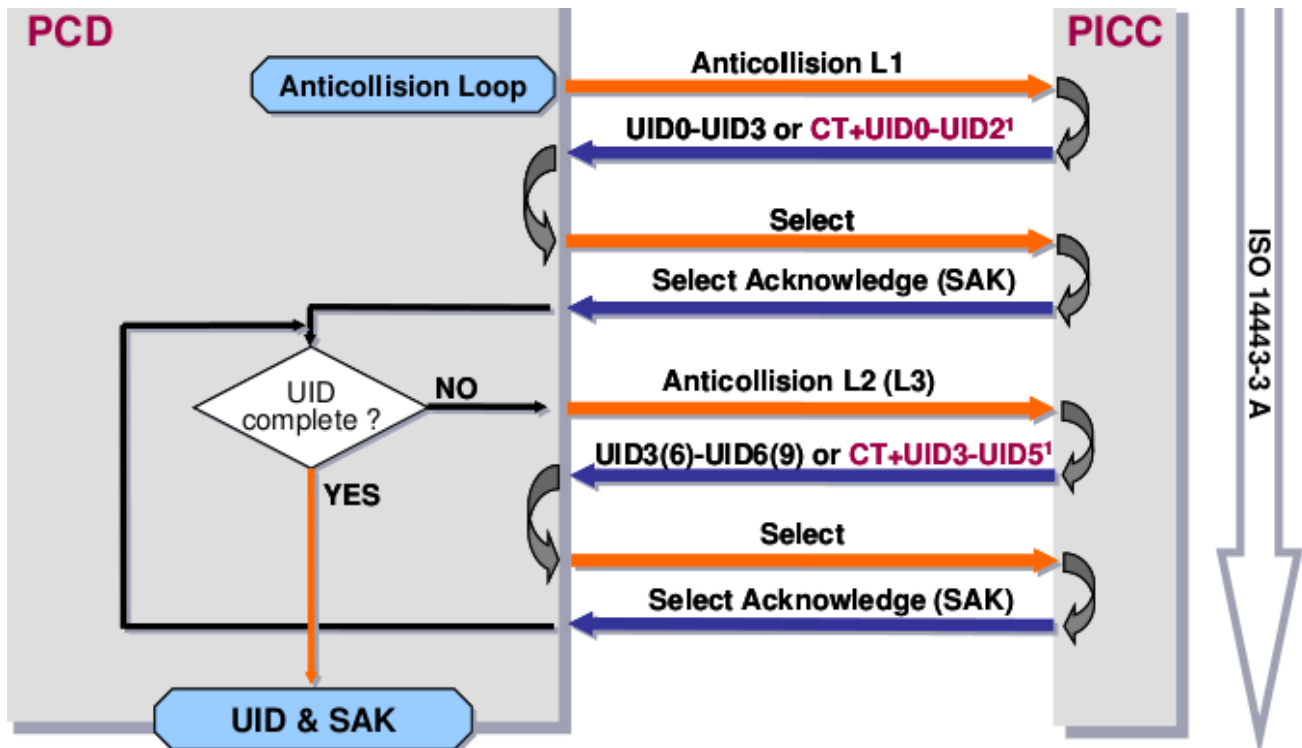 PCD
PICC
Anticollision Loop
Anticollision L1
UID0-UID3 or CT+UID0-UID2¹
Select
Select Acknowledge (SAK)
UID
complete ?
NO
YES
Anticollision L2 (L3)
UID3(6)-UID6(9) or CT+UID3-UID5¹
Select
Select Acknowledge (SAK)
UID & SAK
ISO 14443-3 A